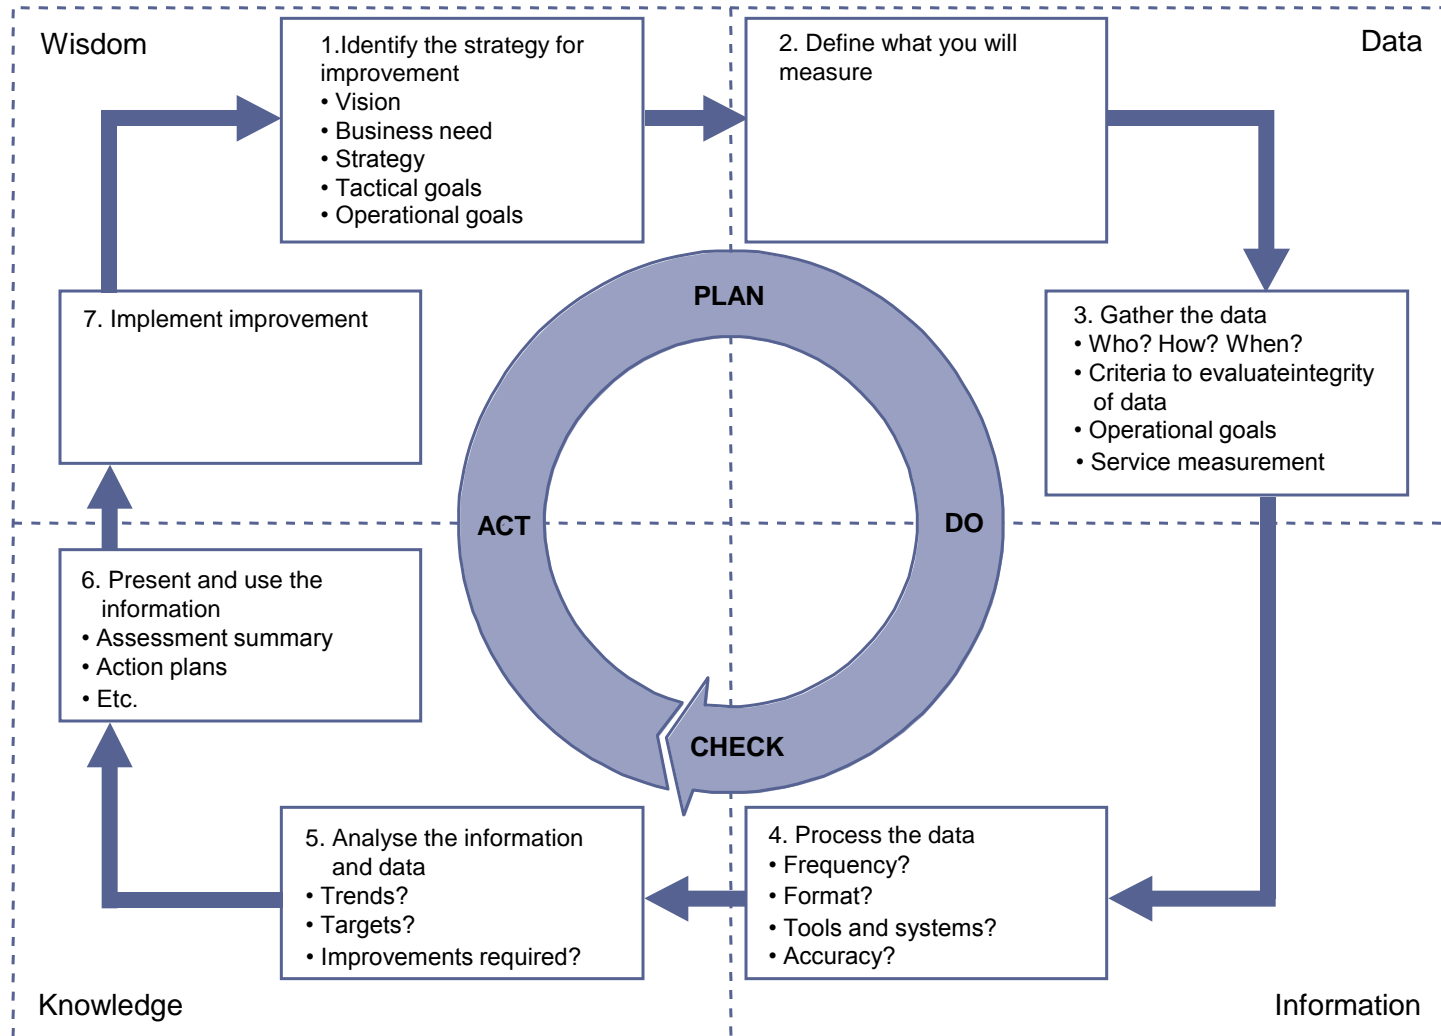 Wisdom
1.Identify the strategy for
improvement
• Vision
• Business need
• Strategy
• Tactical goals
• Operational goals
2. Define what you will
measure
Data
7. Implement improvement
PLAN
3. Gather the data
• Who? How? When?
• Criteria to evaluateintegrity
of data
• Operational goals
• Service measurement
ACT
DO
6. Present and use the
information
• Assessment summary
• Action plans
• Etc.
CHECK
5. Analyse the information
and data
• Trends?
• Targets?
• Improvements required?
4. Process the data
• Frequency?
• Format?
• Tools and systems?
• Accuracy?
Knowledge
Information